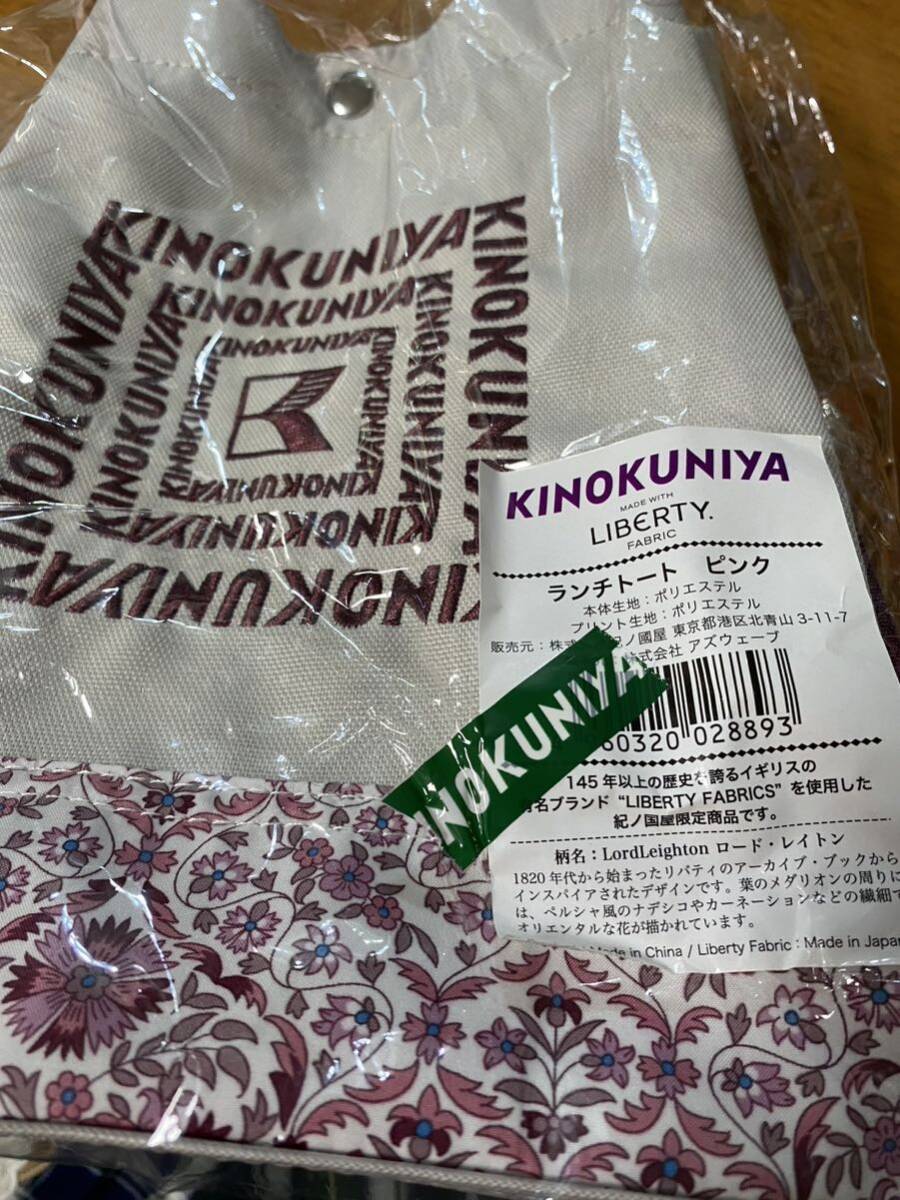 KINOKUNIYA
KINOKUNIYA
KINOKUNIYA
KINOKUNIYA
KINOKUNIYA
KINOKUNIYA
KINOKUNIYA
KINOKUNIYA
KINOKUNIYA
KINOKUNIYA
KINOKUNIYA
KINOKUNIYA
K
KINOKUNIYA
MADE WITH
LIBERTY.
FABRIC
ランチトート ピンク
本体生地：ポリエステル
プリント生地：ポリエステル
販売元：株式 ノ國屋 東京都港区北青山 3-11-7
式会社 アズウェーブ
INOKUNIYA
60320 028893
145 年以上の歴史を誇るイギリスの
名ブランド “LIBERTY FABRICS” を使用した
紀ノ国屋限定商品です。
柄名：LordLeighton ロード・レイトン
1820 年代から始まったリバティのアーカイブ・ブックから
インスパイアされたデザインです。葉のメダリオンの周りに
は、ペルシャ風のナデシコやカーネーションなどの繊細で
オリエンタルな花が描かれています。
Made in China / Liberty Fabric : Made in Japan